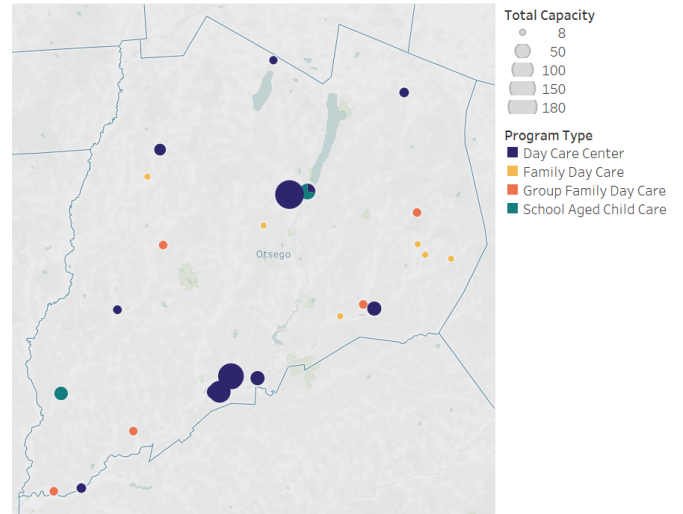 Total Capacity
8
50
100
150
180
Program Type
Day Care Center
Family Day Care
Group Family Day Care
School Aged Child Care
Otsego